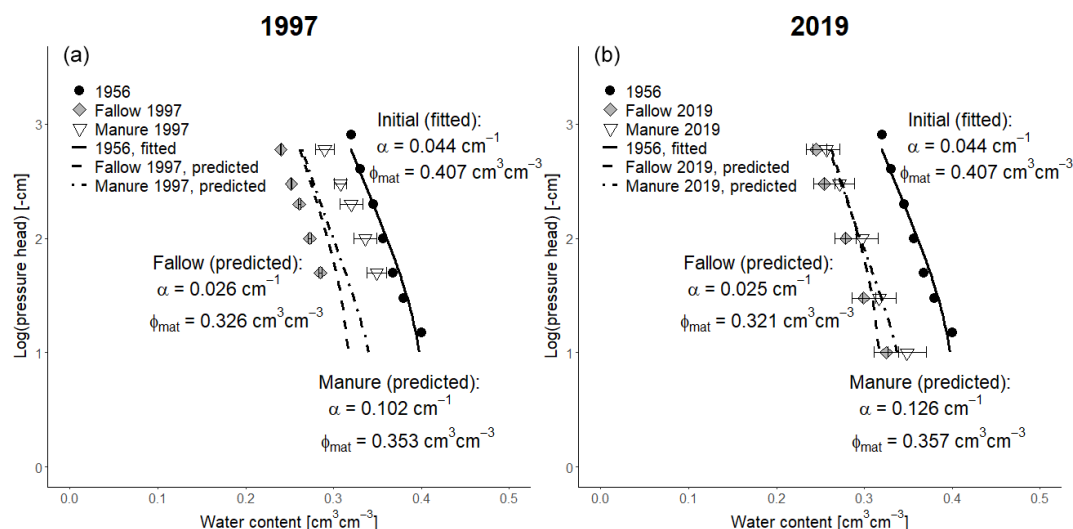 1997
(a)
1956
Fallow 1997
Manure 1997
1956, fitted
Fallow 1997, predicted
Manure 1997, predicted
Initial (fitted):
α = 0.044 cm⁻¹
ϕmat = 0.407 cm³cm⁻³
Fallow (predicted):
α = 0.026 cm⁻¹
ϕmat = 0.326 cm³cm⁻³
Manure (predicted):
α = 0.102 cm⁻¹
ϕmat = 0.353 cm³cm⁻³
Log(pressure head) [-cm]
3
2
1
0
0.0 0.1 0.2 0.3 0.4 0.5
Water content [cm³cm⁻³]
2019
(b)
1956
Fallow 2019
Manure 2019
1956, fitted
Fallow 2019, predicted
Manure 2019, predicted
Initial (fitted):
α = 0.044 cm⁻¹
ϕmat = 0.407 cm³cm⁻³
Fallow (predicted):
α = 0.025 cm⁻¹
ϕmat = 0.321 cm³cm⁻³
Manure (predicted):
α = 0.126 cm⁻¹
ϕmat = 0.357 cm³cm⁻³
Log(pressure head) [-cm]
3
2
1
0
0.0 0.1 0.2 0.3 0.4 0.5
Water content [cm³cm⁻³]